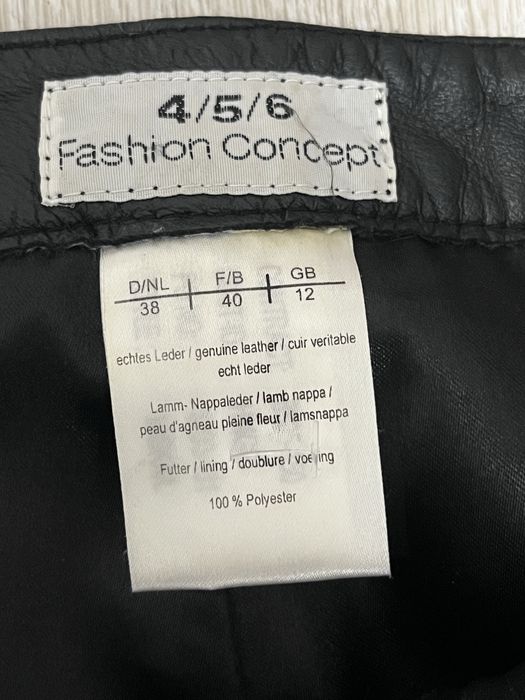 4/5/6
Fashion Concept
D/NL F/B GB
38 40 12
echtes Leder / genuine leather / cuir veritable
echt leder
Lamm- Nappaleder / lamb nappa /
peau d'agneau pleine fleur / lamsnappa
Futter / lining / doublure / voering
100 % Polyester